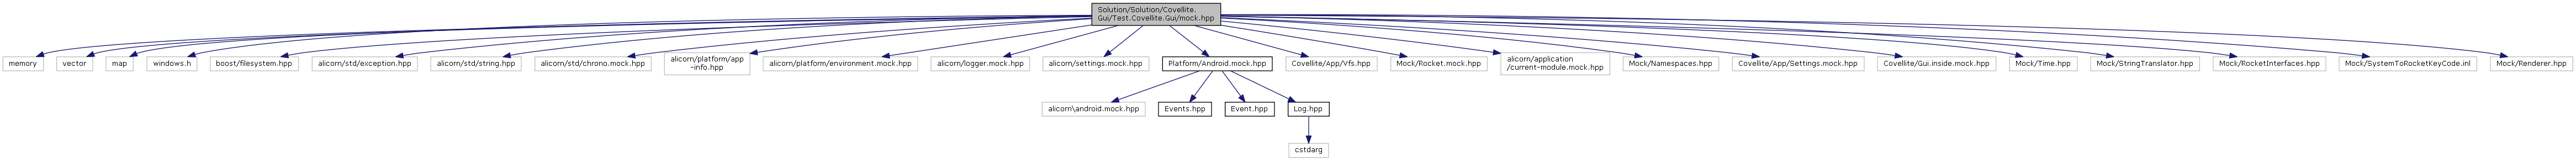 Solution/Solution/Covellite.
Gui/Test.Covellite.Gui/mock.hpp
memory
vector
map
windows.h
boost/filesystem.hpp
alicorn/std/exception.hpp
alicorn/std/string.hpp
alicorn/std/chrono.mock.hpp
alicorn/platform/app
-info.hpp
alicorn/platform/environment.mock.hpp
alicorn/logger.mock.hpp
alicorn/settings.mock.hpp
Platform/Android.mock.hpp
Covellite/App/Vfs.hpp
Mock/Rocket.mock.hpp
alicorn/application
/current-module.mock.hpp
Mock/Namespaces.hpp
Covellite/App/Settings.mock.hpp
Covellite/Gui.inside.mock.hpp
Mock/Time.hpp
Mock/StringTranslator.hpp
Mock/RocketInterfaces.hpp
Mock/SystemToRocketKeyCode.inl
Mock/Renderer.hpp
alicorn\android.mock.hpp
Events.hpp
Event.hpp
Log.hpp
cstdarg